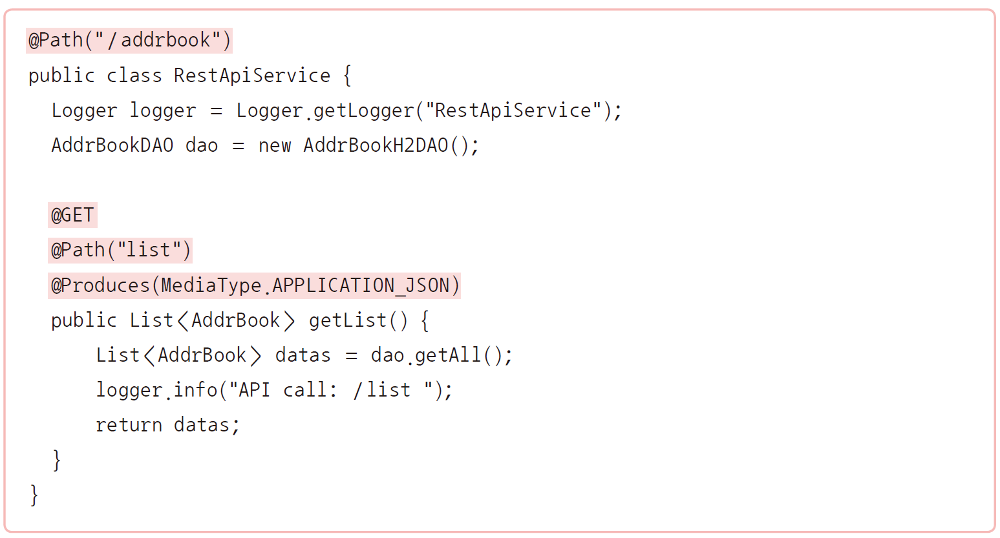 @Path("/addrbook")
public class RestApiService {
  Logger logger = Logger.getLogger("RestApiService");
  AddrBookDAO dao = new AddrBookH2DAO();

  @GET
  @Path("list")
  @Produces(MediaType.APPLICATION_JSON)
  public List<AddrBook> getList() {
      List<AddrBook> datas = dao.getAll();
      logger.info("API call: /list ");
      return datas;
  }
}